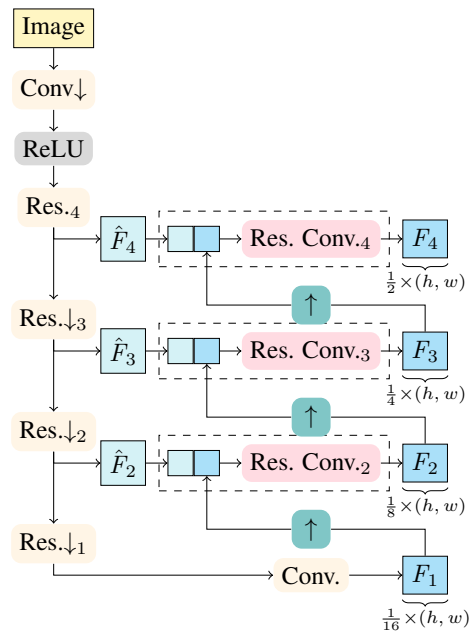 Image
Conv↓
ReLU
Res.₄
F̂₄ Res. Conv.₄ F₄
½ ×(h, w)
↑
Res.↓₃
F̂₃ Res. Conv.₃ F₃
¼ ×(h, w)
↑
Res.↓₂
F̂₂ Res. Conv.₂ F₂
⅛ ×(h, w)
↑
Res.↓₁
Conv. F₁
1/16 ×(h, w)